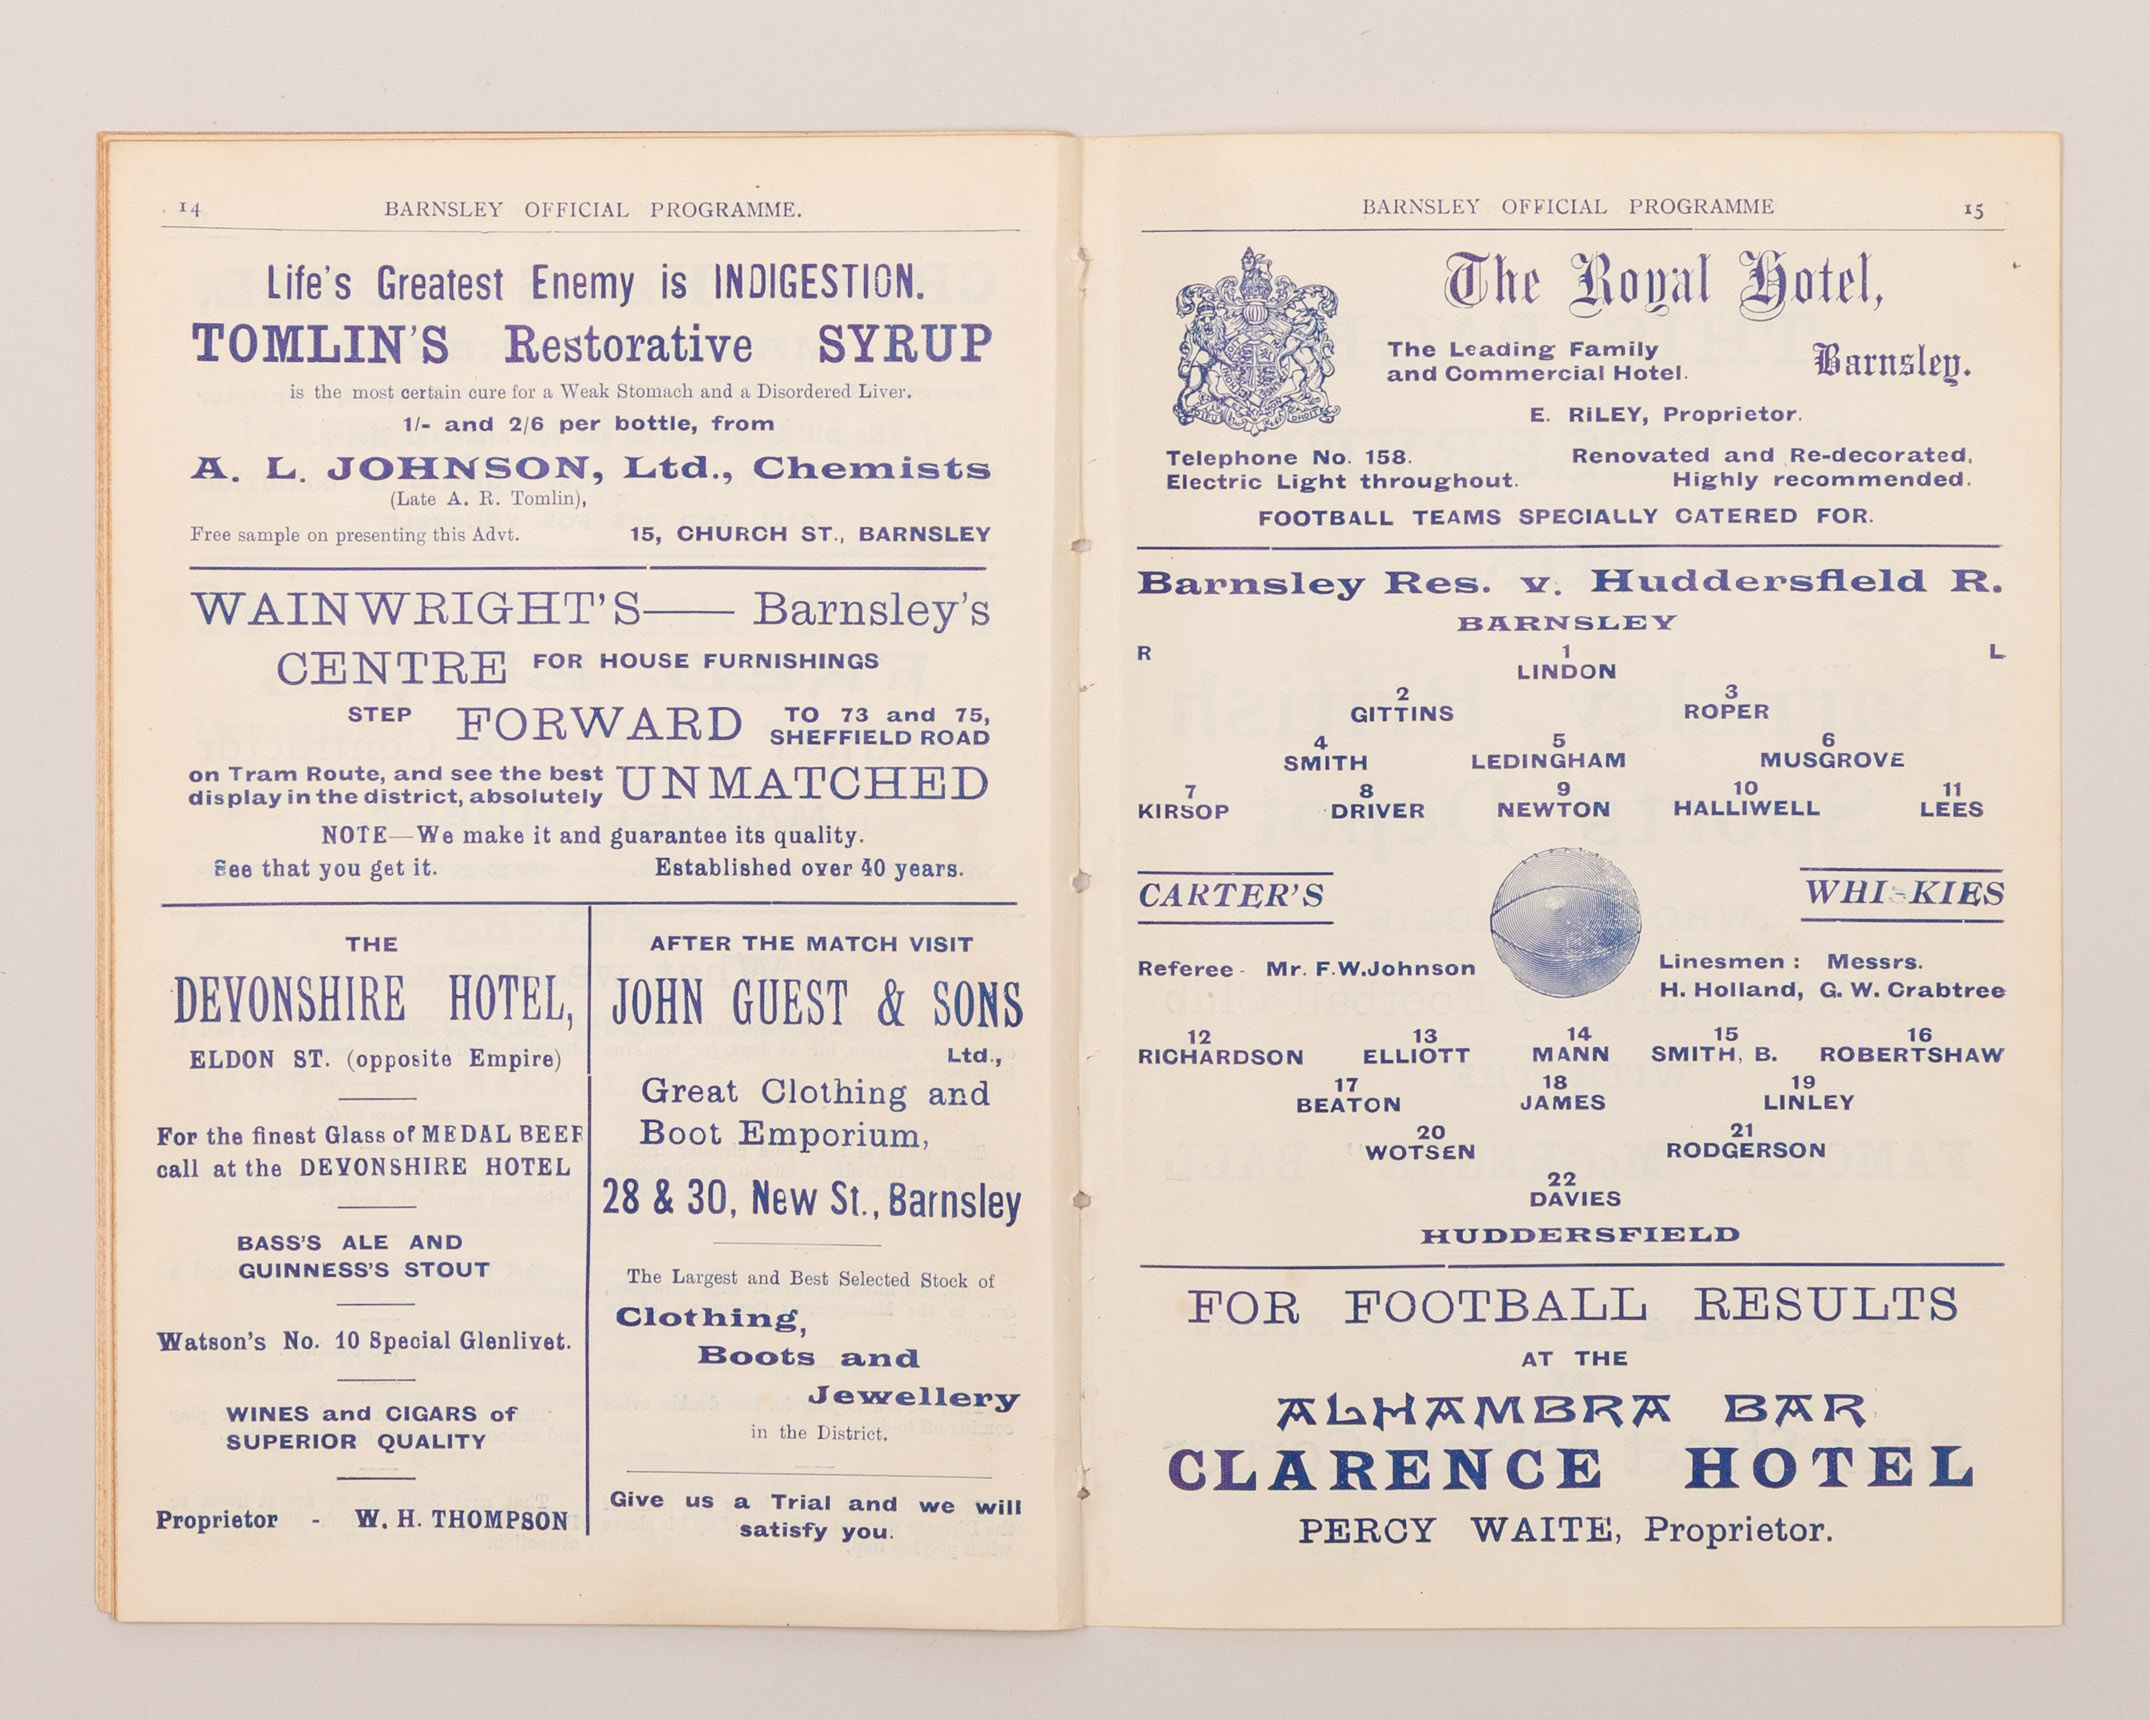 14 BARNSLEY OFFICIAL PROGRAMME.
Life's Greatest Enemy is INDIGESTION.
TOMLIN'S Restorative SYRUP
is the most certain cure for a Weak Stomach and a Disordered Liver.
1/- and 2/6 per bottle, from
A. L. JOHNSON, Ltd., Chemists
(Late A. R. Tomlin),
Free sample on presenting this Advt. 15, CHURCH ST., BARNSLEY
WAINWRIGHT'S—— Barnsley's
CENTRE FOR HOUSE FURNISHINGS
STEP FORWARD TO 73 and 75,
SHEFFIELD ROAD
on Tram Route, and see the best
display in the district, absolutely UNMATCHED
NOTE—We make it and guarantee its quality.
See that you get it. Established over 40 years.
THE
DEVONSHIRE HOTEL,
ELDON ST. (opposite Empire)
For the finest Glass of MEDAL BEER
call at the DEVONSHIRE HOTEL
BASS'S ALE AND
GUINNESS'S STOUT
Watson's No. 10 Special Glenlivet.
WINES and CIGARS of
SUPERIOR QUALITY
Proprietor - W. H. THOMPSON
AFTER THE MATCH VISIT
JOHN GUEST & SONS
Ltd.,
Great Clothing and
Boot Emporium,
28 & 30, New St., Barnsley
The Largest and Best Selected Stock of
Clothing,
Boots and
Jewellery
in the District.
Give us a Trial and we will
satisfy you.
BARNSLEY OFFICIAL PROGRAMME 15
The Royal Hotel,
Barnsley.
The Leading Family
and Commercial Hotel.
E. RILEY, Proprietor.
Telephone No. 158. Renovated and Re-decorated,
Electric Light throughout. Highly recommended.
FOOTBALL TEAMS SPECIALLY CATERED FOR.
Barnsley Res. v. Huddersfield R.
BARNSLEY
R 1 L
LINDON
2 3
GITTINS ROPER
4 5 6
SMITH LEDINGHAM MUSGROVE
7 8 9 10 11
KIRSOP DRIVER NEWTON HALLIWELL LEES
CARTER'S WHI-KIES
Referee - Mr. F.W.Johnson
Linesmen : Messrs.
H. Holland, G. W. Crabtree
12 13 14 15 16
RICHARDSON ELLIOTT MANN SMITH, B. ROBERTSHAW
17 18 19
BEATON JAMES LINLEY
20 21
WOTSEN RODGERSON
22
DAVIES
HUDDERSFIELD
FOR FOOTBALL RESULTS
AT THE
ALHAMBRA BAR
CLARENCE HOTEL
PERCY WAITE, Proprietor.